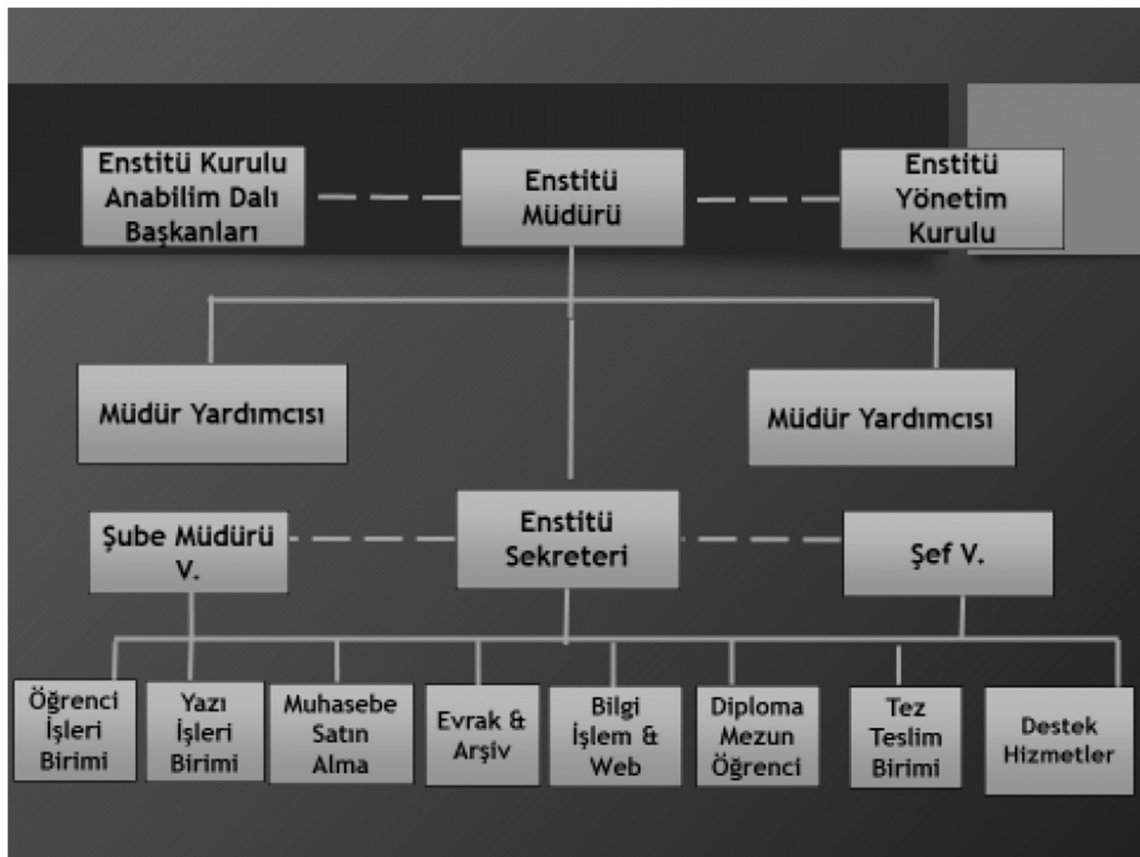 Enstitü Kurulu
Anabilim Dalı
Başkanları
Enstitü
Müdürü
Enstitü
Yönetim
Kurulu
Müdür Yardımcısı
Müdür Yardımcısı
Şube Müdürü
V.
Enstitü
Sekreteri
Şef V.
Öğrenci
İşleri
Birimi
Yazı
İşleri
Birimi
Muhasebe
Satın
Alma
Evrak &
Arşiv
Bilgi
İşlem &
Web
Diploma
Mezun
Öğrenci
Tez
Teslim
Birimi
Destek
Hizmetler